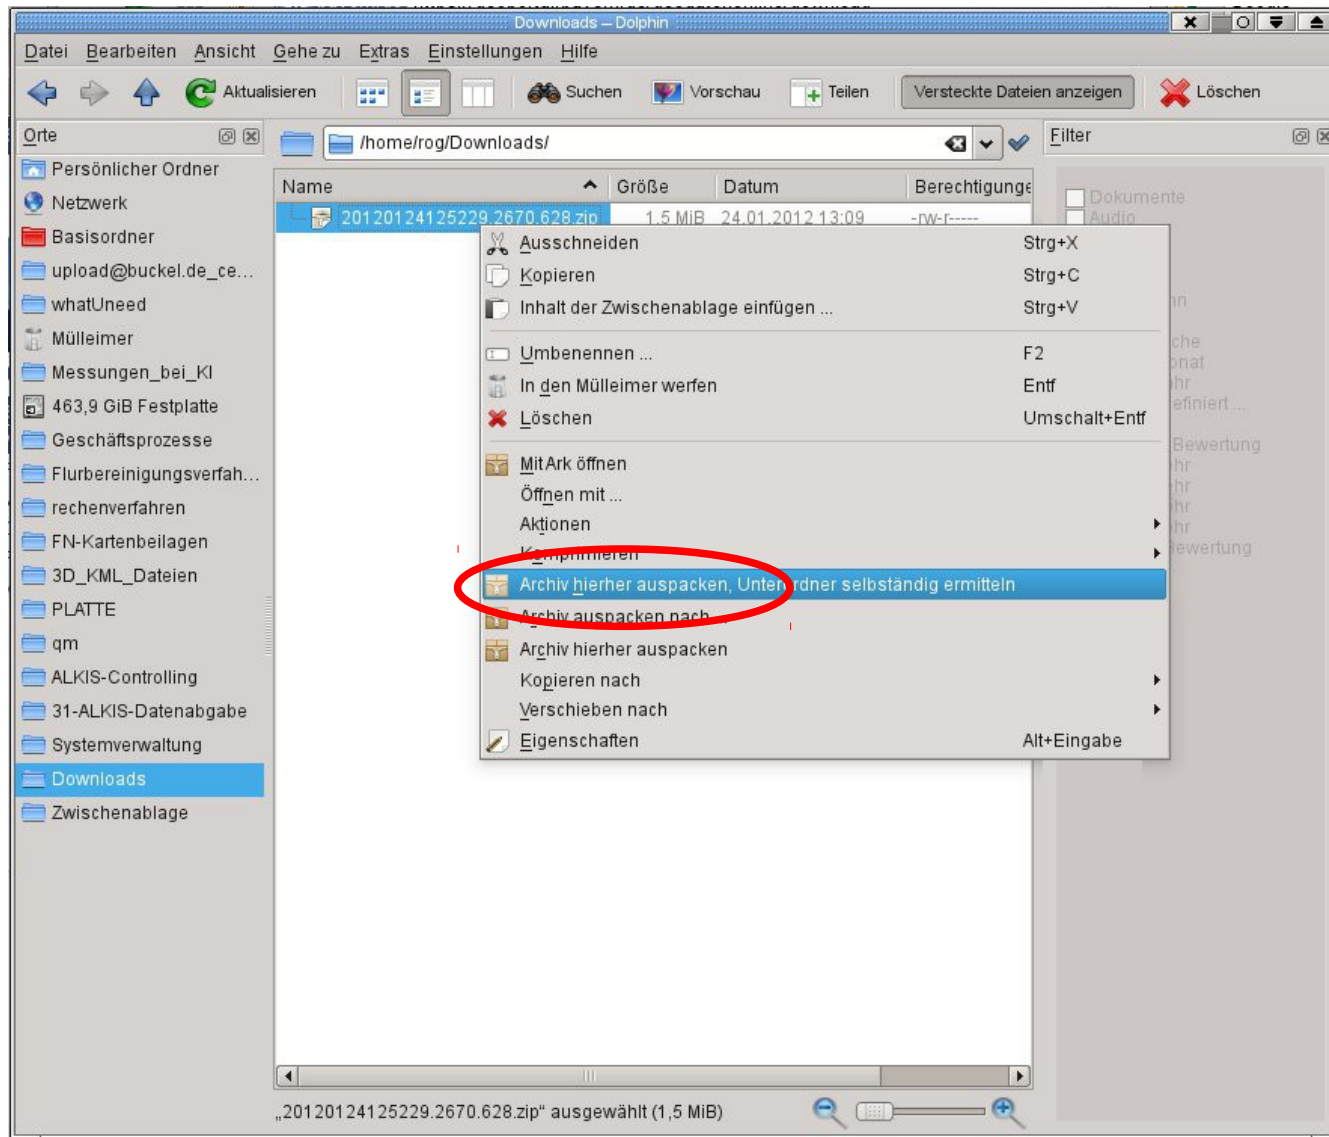 Downloads – Dolphin
Datei Bearbeiten Ansicht Gehe zu Extras Einstellungen Hilfe
Aktualisieren Suchen Vorschau Teilen Versteckte Dateien anzeigen Löschen
Orte
/home/rog/Downloads/
Filter
Persönlicher Ordner
Netzwerk
Basisordner
upload@buckel.de_ce...
whatUneed
Mülleimer
Messungen_bei_KI
463,9 GiB Festplatte
Geschäftsprozesse
Flurbereinigungsverfah...
rechenverfahren
FN-Kartenbeilagen
3D_KML_Dateien
PLATTE
qm
ALKIS-Controlling
31-ALKIS-Datenabgabe
Systemverwaltung
Downloads
Zwischenablage
Name Größe Datum Berechtigunge
20120124125229.2670.628.zip 1,5 MiB 24.01.2012 13:09 -rw-r-----
Ausschneiden Strg+X
Kopieren Strg+C
Inhalt der Zwischenablage einfügen ... Strg+V
Umbenennen ... F2
In den Mülleimer werfen Entf
Löschen Umschalt+Entf
Mit Ark öffnen
Öffnen mit ...
Aktionen
Komprimieren
Archiv hierher auspacken, Unterordner selbständig ermitteln
Archiv auspacken nach
Archiv hierher auspacken
Kopieren nach
Verschieben nach
Eigenschaften Alt+Eingabe
Dokumente
Audio
efiniert ...
Bewertung
„20120124125229.2670.628.zip“ ausgewählt (1,5 MiB)